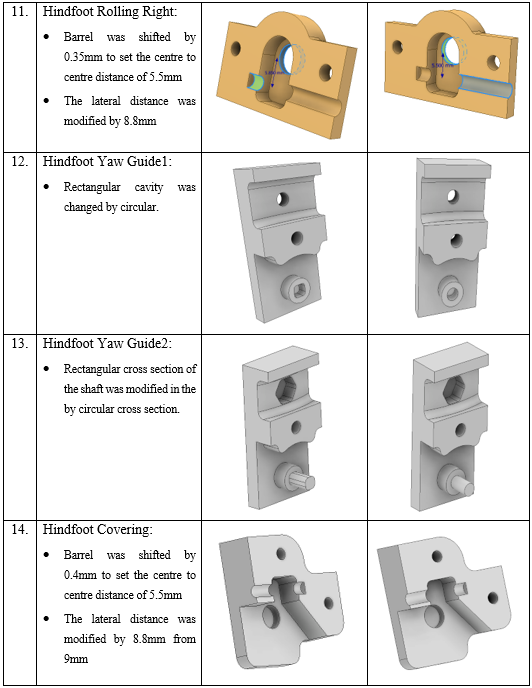 11. Hindfoot Rolling Right:
• Barrel was shifted by
0.35mm to set the centre to
centre distance of 5.5mm
• The lateral distance was
modified by 8.8mm
12. Hindfoot Yaw Guide1:
• Rectangular cavity was
changed by circular.
13. Hindfoot Yaw Guide2:
• Rectangular cross section of
the shaft was modified in the
by circular cross section.
14. Hindfoot Covering:
• Barrel was shifted by
0.4mm to set the centre to
centre distance of 5.5mm
• The lateral distance was
modified by 8.8mm from
9mm